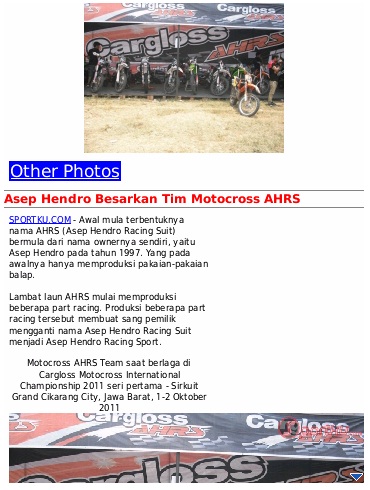 Cargloss
Cargloss AHRS
Other Photos
Asep Hendro Besarkan Tim Motocross AHRS
SPORTKU.COM - Awal mula terbentuknya
nama AHRS (Asep Hendro Racing Suit)
bermula dari nama ownernya sendiri, yaitu
Asep Hendro pada tahun 1997. Yang pada
awalnya hanya memproduksi pakaian-pakaian
balap.
Lambat laun AHRS mulai memproduksi
beberapa part racing. Produksi beberapa part
racing tersebut membuat sang pemilik
mengganti nama Asep Hendro Racing Suit
menjadi Asep Hendro Racing Sport.
Motocross AHRS Team saat berlaga di
Cargloss Motocross International
Championship 2011 seri pertama - Sirkuit
Grand Cikarang City, Jawa Barat, 1-2 Oktober
2011
Cargloss
Cargloss AHRS